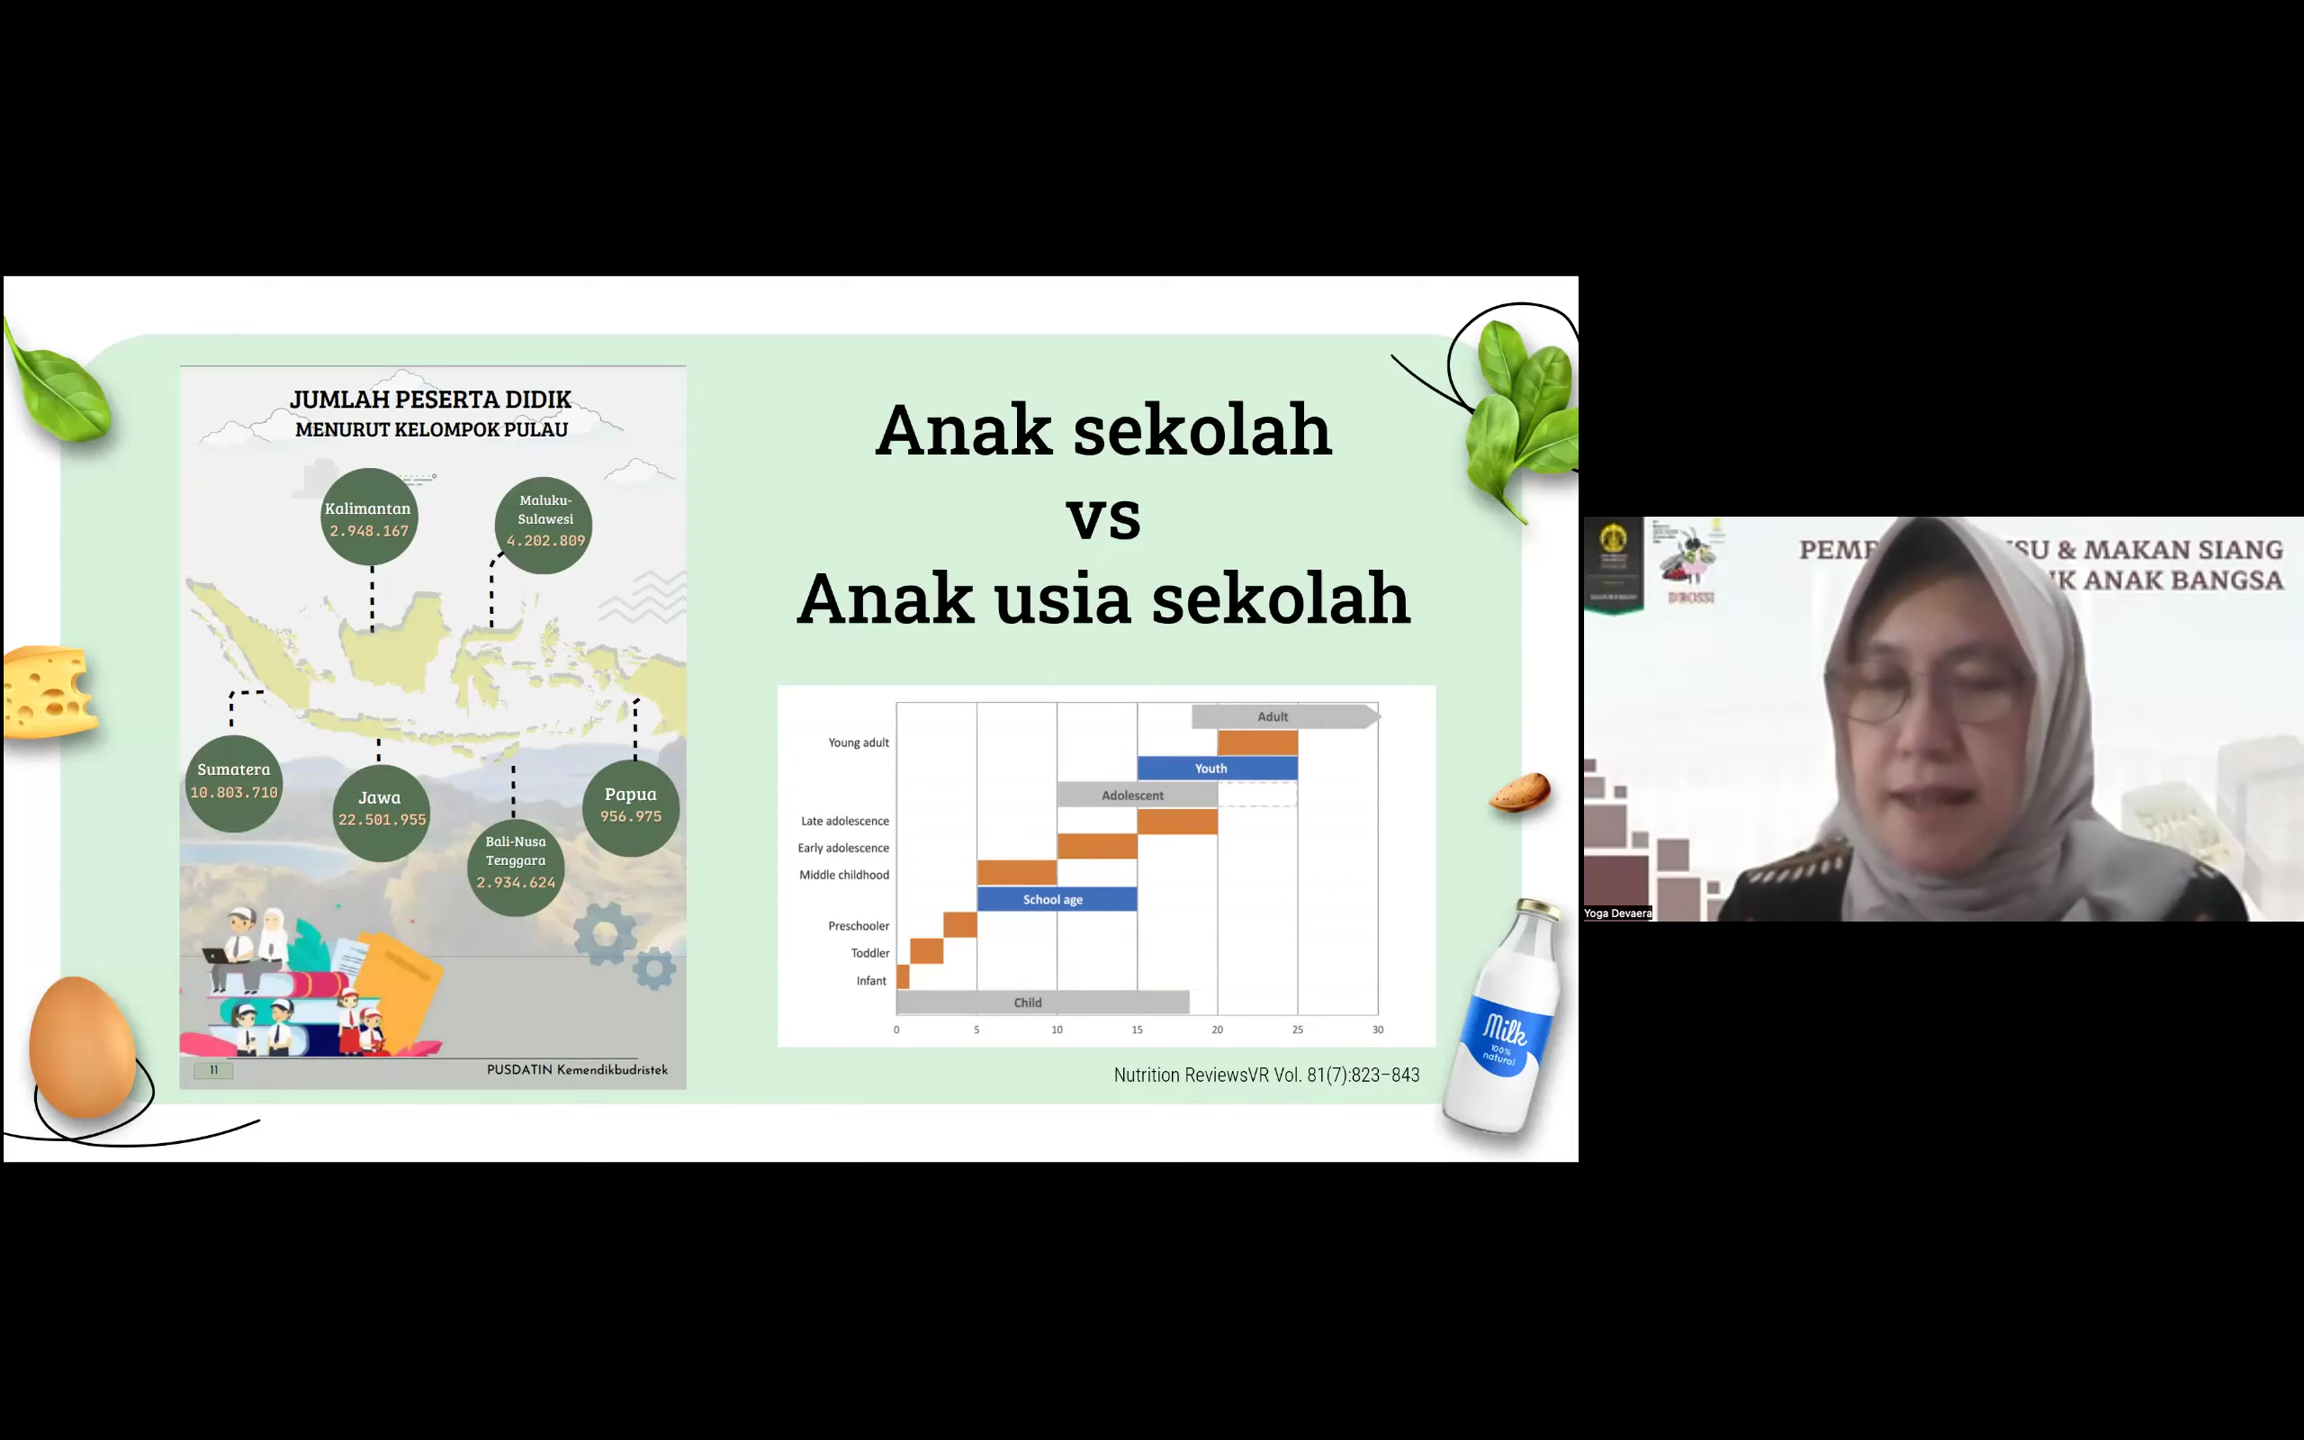 JUMLAH PESERTA DIDIK
MENURUT KELOMPOK PULAU
Kalimantan
2.948.167
Maluku-
Sulawesi
4.202.809
Sumatera
10.803.710
Jawa
22.501.955
Bali-Nusa
Tenggara
2.934.624
Papua
956.975
11
PUSDATIN Kemendikbudristek
Anak sekolah
vs
Anak usia sekolah
Adult
Young adult
Youth
Adolescent
Late adolescence
Early adolescence
Middle childhood
School age
Preschooler
Toddler
Infant
Child
0 5 10 15 20 25 30
Nutrition ReviewsVR Vol. 81(7):823–843
Milk
100%
natural
PEMB SU & MAKAN SIANG
K ANAK BANGSA
D'ROSSI
Yoga Devaera